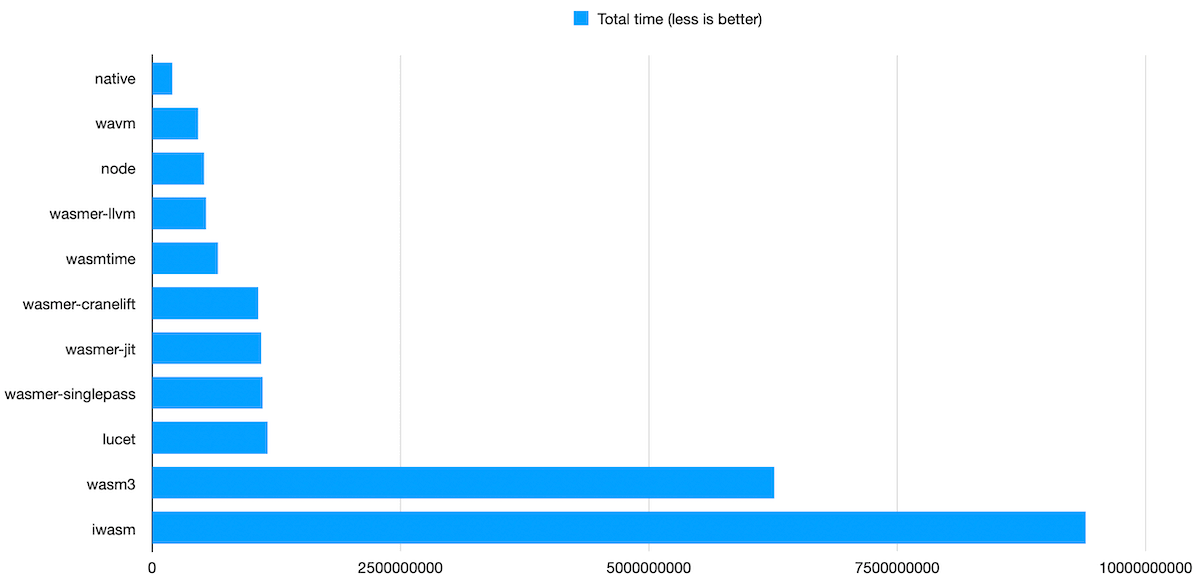 Total time (less is better)
native
wavm
node
wasmer-llvm
wasmtime
wasmer-cranelift
wasmer-jit
wasmer-singlepass
lucet
wasm3
iwasm
0 2500000000 5000000000 7500000000 10000000000